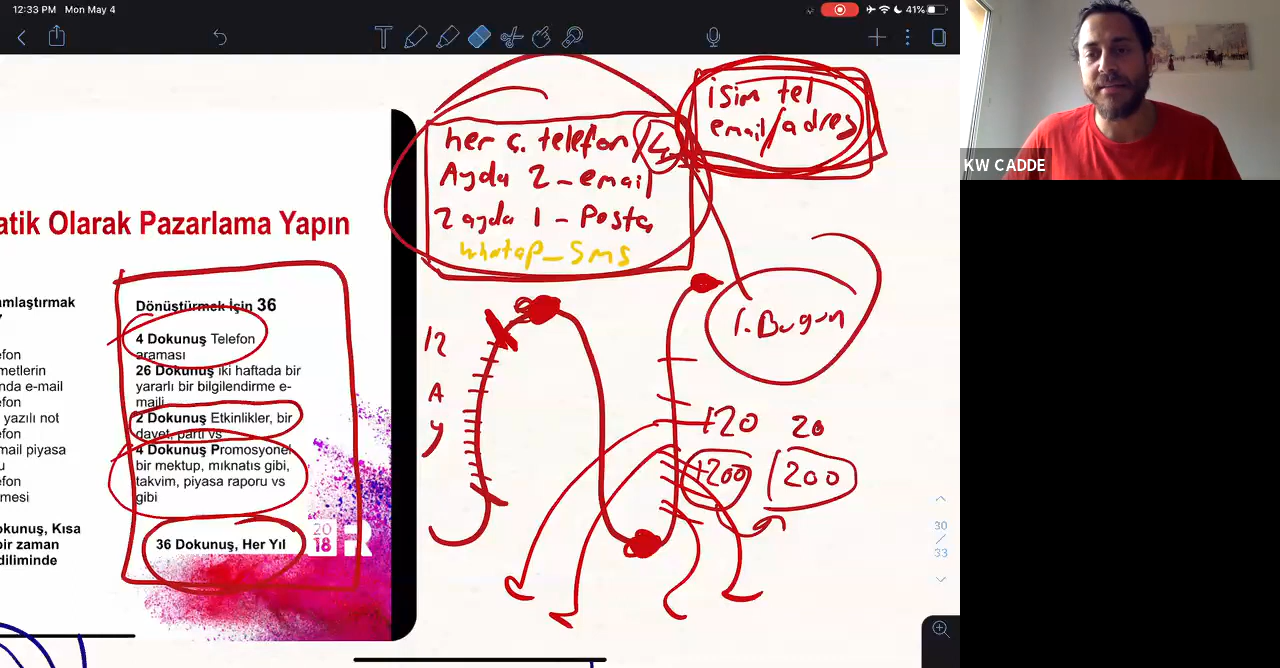 12:33 PM Mon May 4
41%
T
isim tel
email/adres
KW CADDE
her ç. telefon /4
Ayda 2 - email
2 ayda 1 - Posta
whatap - SMS
atik Olarak Pazarlama Yapın
amlaştırmak
efon
metlerin
nda e-mail
efon
yazılı not
efon
mail piyasa
u
efon
mesi
okunuş, Kısa
bir zaman
diliminde
Dönüştürmek İçin 36
4 Dokunuş Telefon
araması
26 Dokunuş iki haftada bir
yararlı bir bilgilendirme e-
maili
2 Dokunuş Etkinlikler, bir
davet, parti vs
4 Dokunuş Promosyonel
bir mektup, mıknatıs gibi,
takvim, piyasa raporu vs
gibi
36 Dokunuş, Her Yıl
20
18
R
12
A
y
1. Bugün
+20 20
+200 200
30
/
33